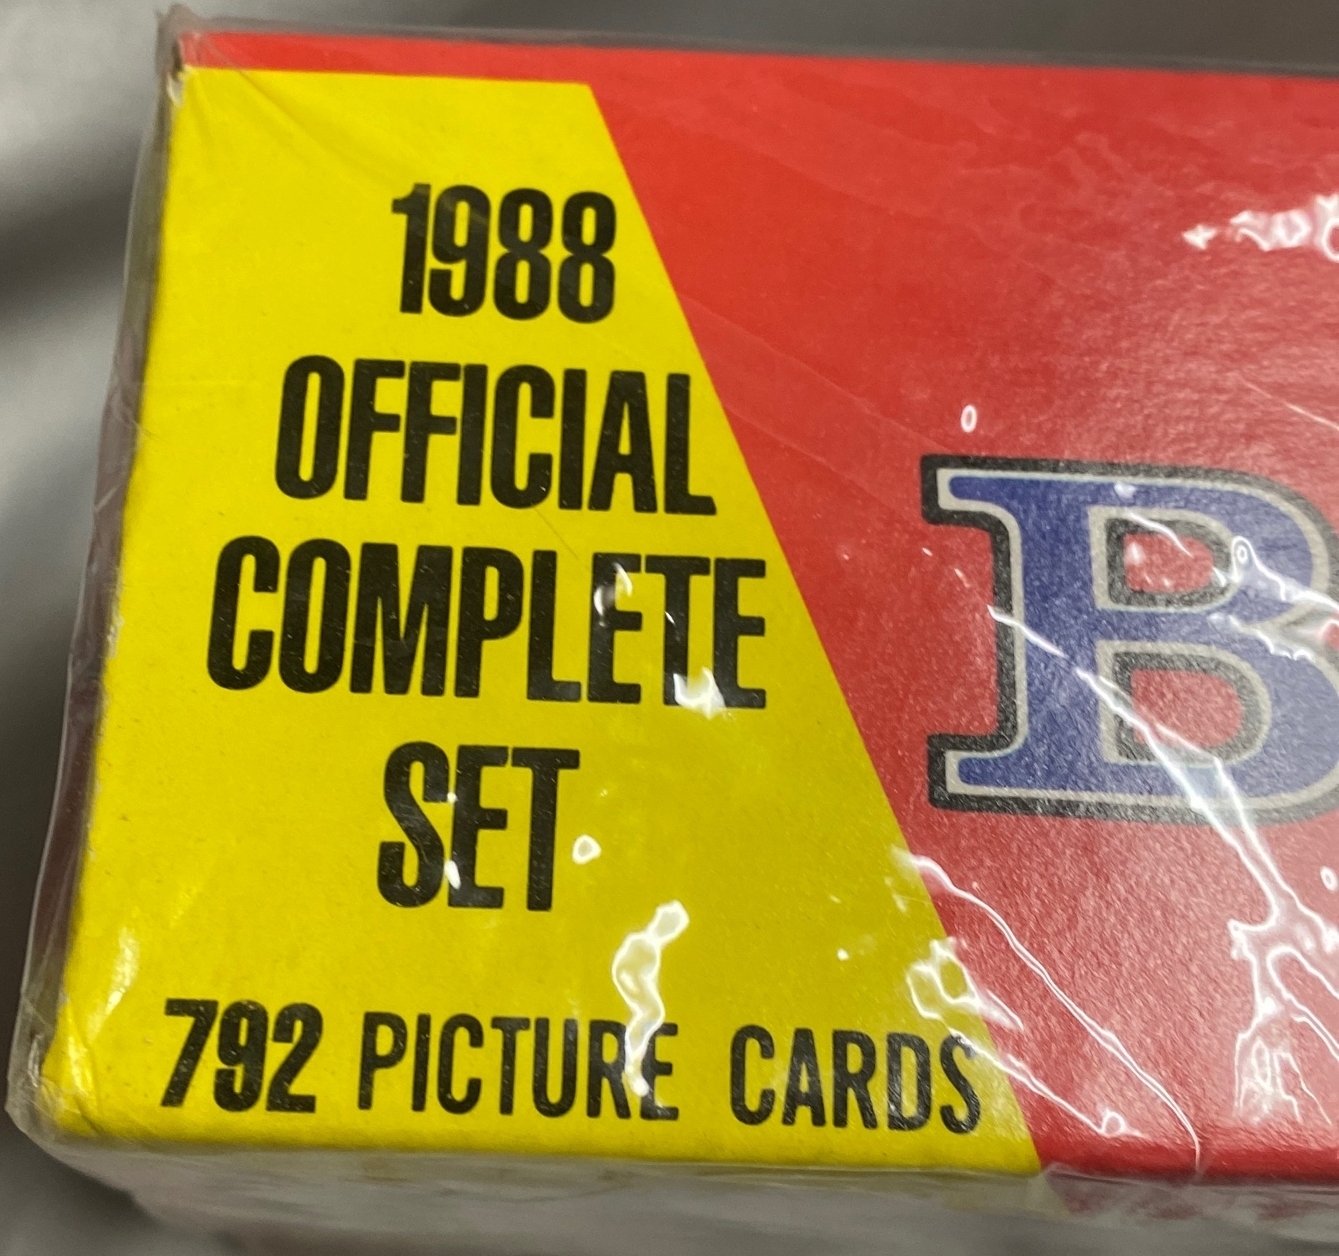 1988
OFFICIAL
COMPLETE
SET
792 PICTURE CARDS
B